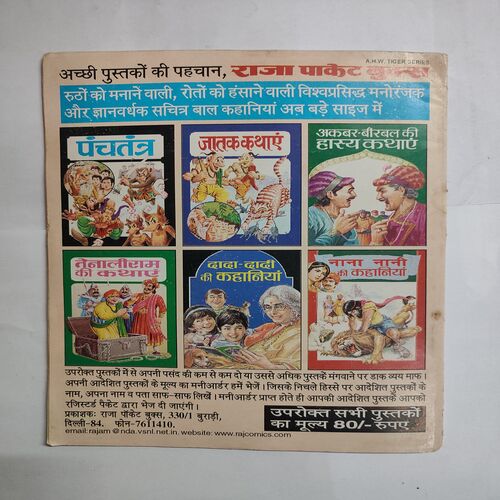 A.H.W. TIGER SERIES
अच्छी पुस्तकों की पहचान, राजा पॉकेट बुक्स
रुठों को मनाने वाली, रोतों को हंसाने वाली विश्वप्रसिद्ध मनोरंजक
और ज्ञानवर्धक सचित्र बाल कहानियां अब बड़े साइज में
पंचतंत्र
जातक कथाएं
अकबर-बीरबल की
हास्य कथाएं
तेनालीराम
की कथाएं
दादा-दादी
की कहानियां
नाना नानी
की कहानियां
उपरोक्त पुस्तकों में से अपनी पसंद की कम से कम दो या उससे अधिक पुस्तकें मंगवाने पर डाक व्यय माफ।
अपनी आदेशित पुस्तकों के मूल्य का मनीआर्डर हमें भेजें। जिसके निचले हिस्से पर आदेशित पुस्तकों के
नाम, अपना नाम व पता साफ-साफ लिखें। मनीआर्डर प्राप्त होते ही आपकी आदेशित पुस्तकें आपको
रजिस्टर्ड पैकेट द्वारा भेज दी जाएंगी।
प्रकाशक: राजा पॉकेट बुक्स, 330/1 बुराड़ी,
दिल्ली-84. फोन-7611410.
email: rajam@nda.vsnl.net.in. website: www.rajcomics.com
उपरोक्त सभी पुस्तकों
का मूल्य 80/- रुपए